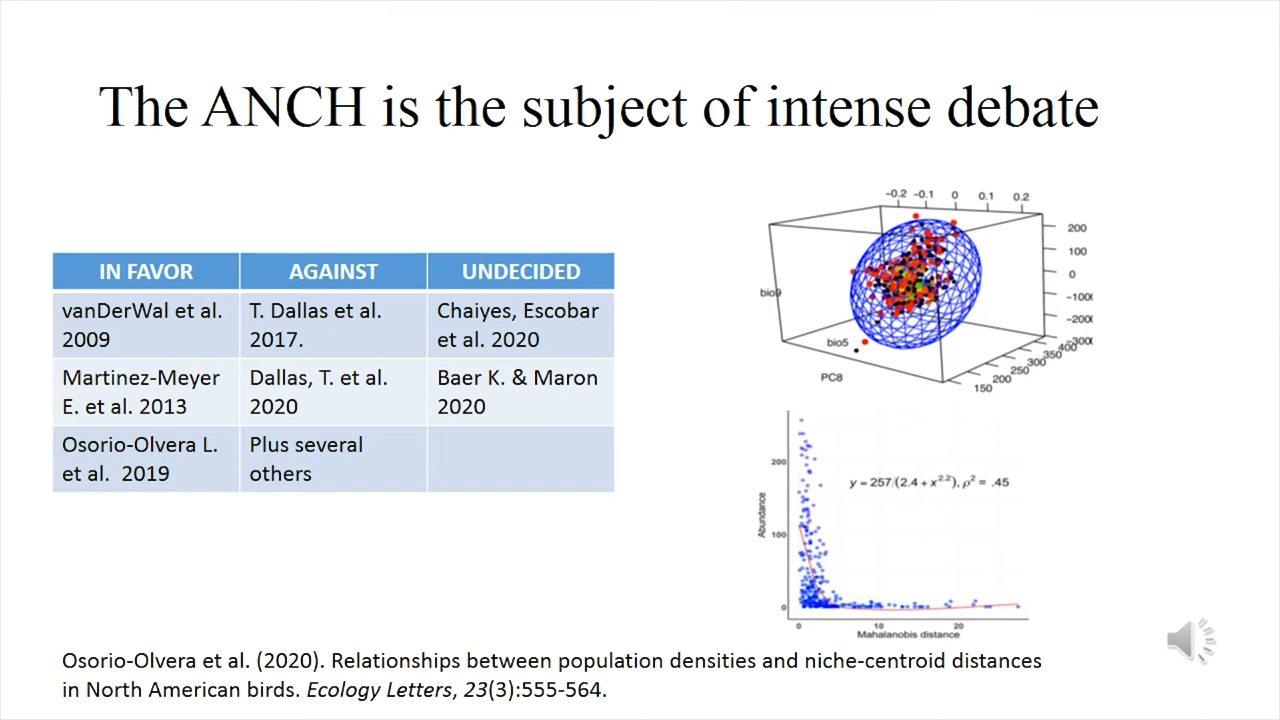 The ANCH is the subject of intense debate
IN FAVOR
AGAINST
UNDECIDED
vanDerWal et al.
2009
T. Dallas et al.
2017.
Chaiyes, Escobar
et al. 2020
Martinez-Meyer
E. et al. 2013
Dallas, T. et al.
2020
Baer K. & Maron
2020
Osorio-Olvera L.
et al. 2019
Plus several
others
-0.2 -0.1 0 0.1 0.2
200
100
0
-100
-200
-300
400
350
300
250
200
150
bio9
bio5
PC8
y = 257/(2.4 + x^2.2), ρ² = .45
Abundance
200
100
0
0 10 20
Mahalanobis distance
Osorio-Olvera et al. (2020). Relationships between population densities and niche-centroid distances
in North American birds. Ecology Letters, 23(3):555-564.